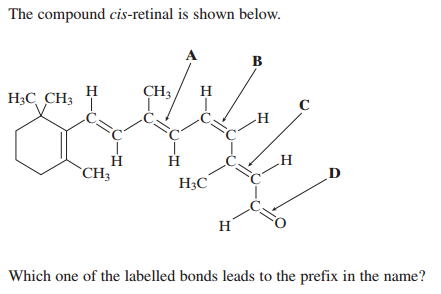 The compound cis-retinal is shown below.
A
B
H₃C CH₃ H CH₃ H
C
H
C C C
C C C
H H
C H
CH₃ H₃C C D
C
H O
Which one of the labelled bonds leads to the prefix in the name?